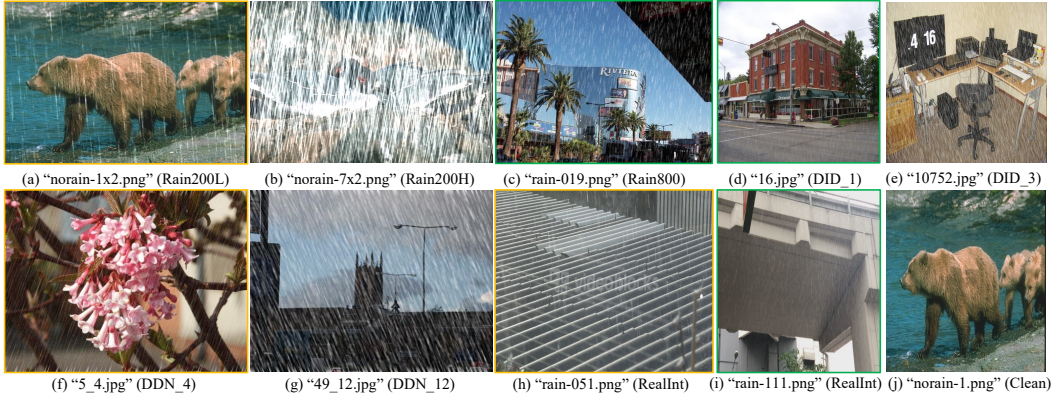 RIVIERA
4 16
(a) “norain-1x2.png” (Rain200L)
(b) “norain-7x2.png” (Rain200H)
(c) “rain-019.png” (Rain800)
(d) “16.jpg” (DID_1)
(e) “10752.jpg” (DID_3)
(f) “5_4.jpg” (DDN_4)
(g) “49_12.jpg” (DDN_12)
(h) “rain-051.png” (RealInt)
(i) “rain-111.png” (RealInt)
(j) “norain-1.png” (Clean)